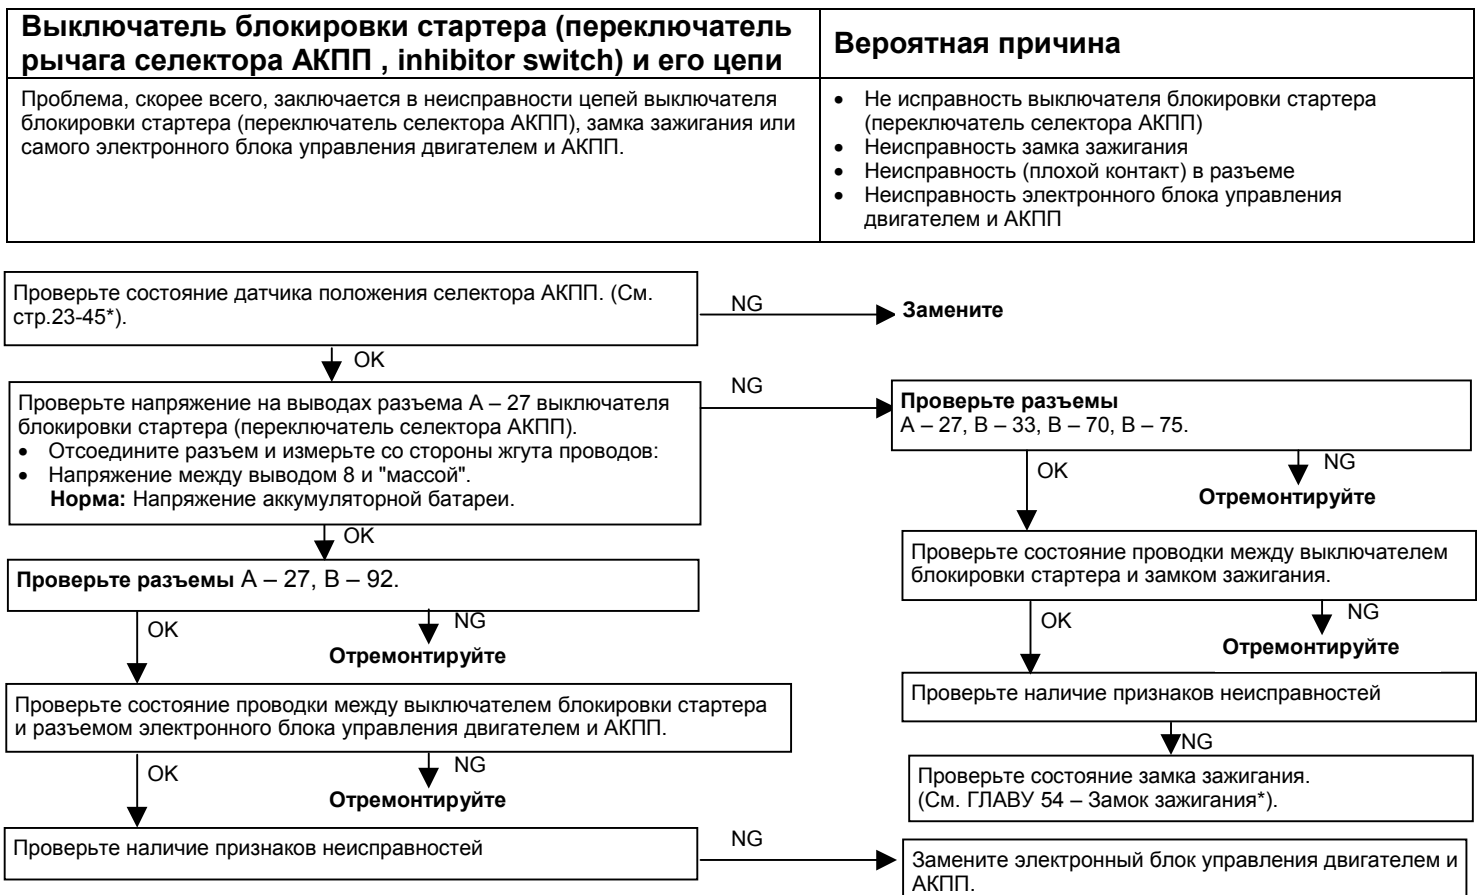 Выключатель блокировки стартера (переключатель
рычага селектора АКПП , inhibitor switch) и его цепи
Вероятная причина
Проблема, скорее всего, заключается в неисправности цепей выключателя
блокировки стартера (переключатель селектора АКПП), замка зажигания или
самого электронного блока управления двигателем и АКПП.
• Не исправность выключателя блокировки стартера
(переключатель селектора АКПП)
• Неисправность замка зажигания
• Неисправность (плохой контакт) в разъеме
• Неисправность электронного блока управления
двигателем и АКПП
Проверьте состояние датчика положения селектора АКПП. (См.
стр.23-45*).
NG
Замените
OK
Проверьте напряжение на выводах разъема А – 27 выключателя
блокировки стартера (переключатель селектора АКПП).
• Отсоедините разъем и измерьте со стороны жгута проводов:
• Напряжение между выводом 8 и "массой".
Норма: Напряжение аккумуляторной батареи.
NG
Проверьте разъемы
А – 27, В – 33, В – 70, В – 75.
OK
NG
Отремонтируйте
OK
Проверьте разъемы А – 27, В – 92.
Проверьте состояние проводки между выключателем
блокировки стартера и замком зажигания.
OK
NG
Отремонтируйте
OK
NG
Отремонтируйте
Проверьте состояние проводки между выключателем блокировки стартера
и разъемом электронного блока управления двигателем и АКПП.
Проверьте наличие признаков неисправностей
NG
OK
NG
Отремонтируйте
Проверьте состояние замка зажигания.
(См. ГЛАВУ 54 – Замок зажигания*).
Проверьте наличие признаков неисправностей
NG
Замените электронный блок управления двигателем и
АКПП.